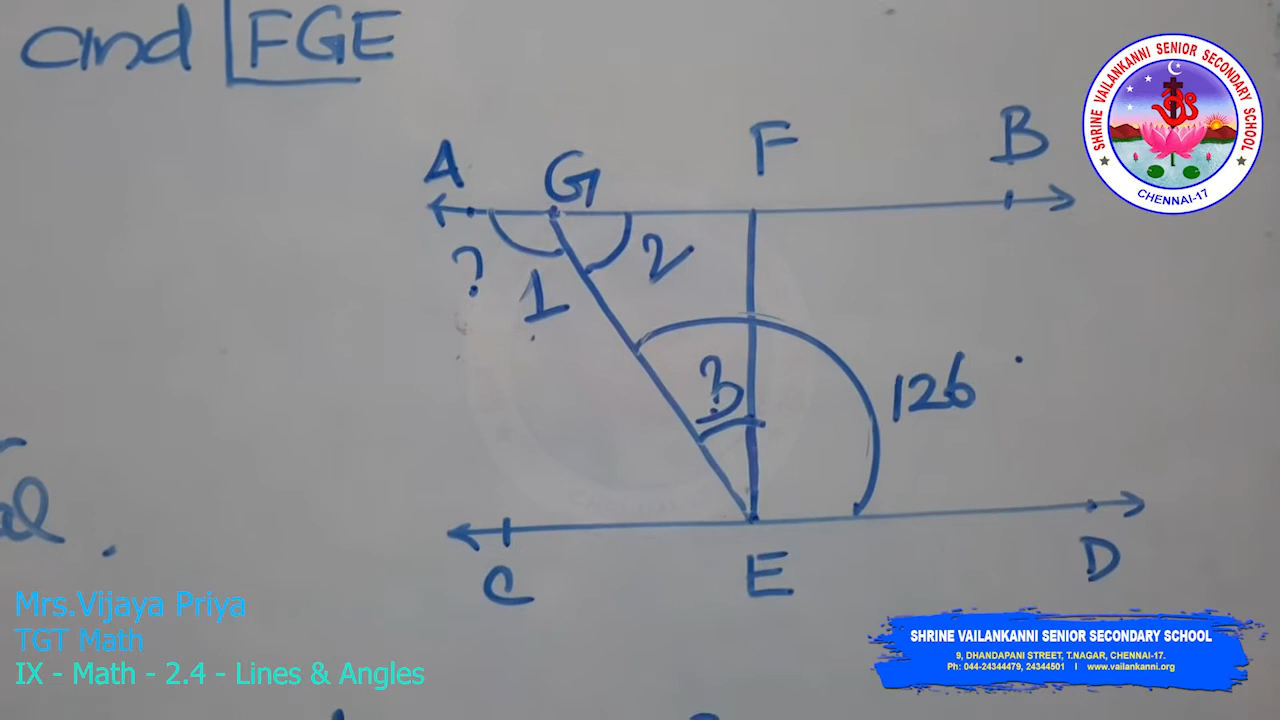 and FGE
A G F B
? 1 2
3 126
al.
C E D
SHRINE VAILANKANNI SENIOR SECONDARY SCHOOL
CHENNAI-17
Mrs.Vijaya Priya
TGT Math
IX - Math - 2.4 - Lines & Angles
SHRINE VAILANKANNI SENIOR SECONDARY SCHOOL
9, DHANDAPANI STREET, T.NAGAR, CHENNAI-17.
Ph: 044-24344479, 24344501 I www.vailankanni.org